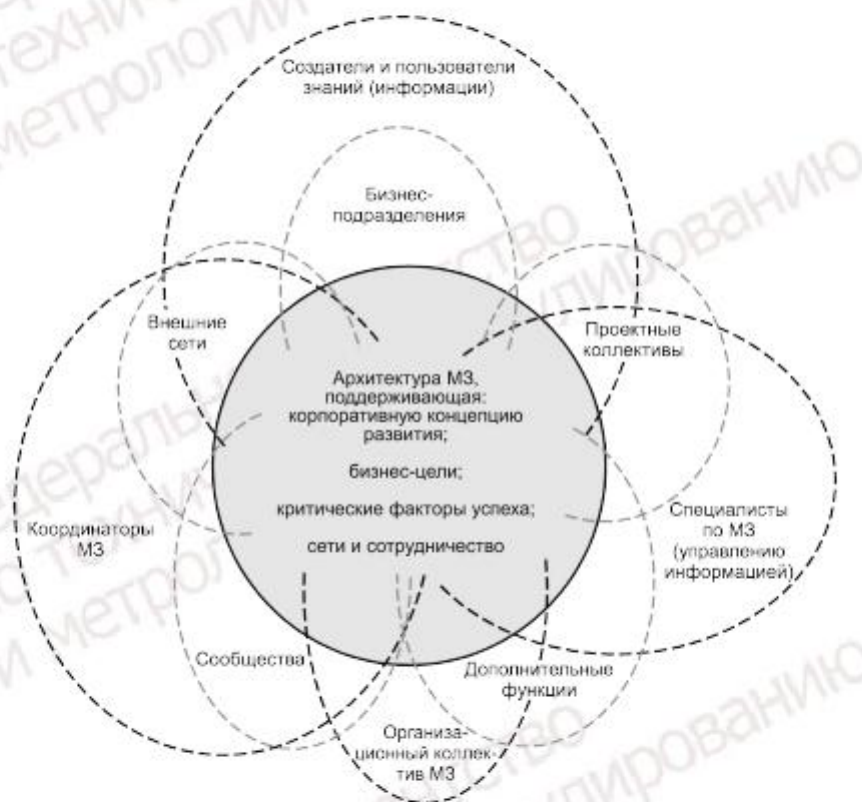 техни
метрологии
Создатели и пользователи
знаний (информации)
Бизнес-
подразделения
Внешние
сети
Проектные
коллективы
Архитектура МЗ,
поддерживающая:
корпоративную концепцию
развития;
бизнес-цели;
критические факторы успеха;
сети и сотрудничество
Координаторы
МЗ
Специалисты
по МЗ
(управлению
информацией)
Сообщества
Дополнительные
функции
Организа-
ционный коллек-
тив МЗ